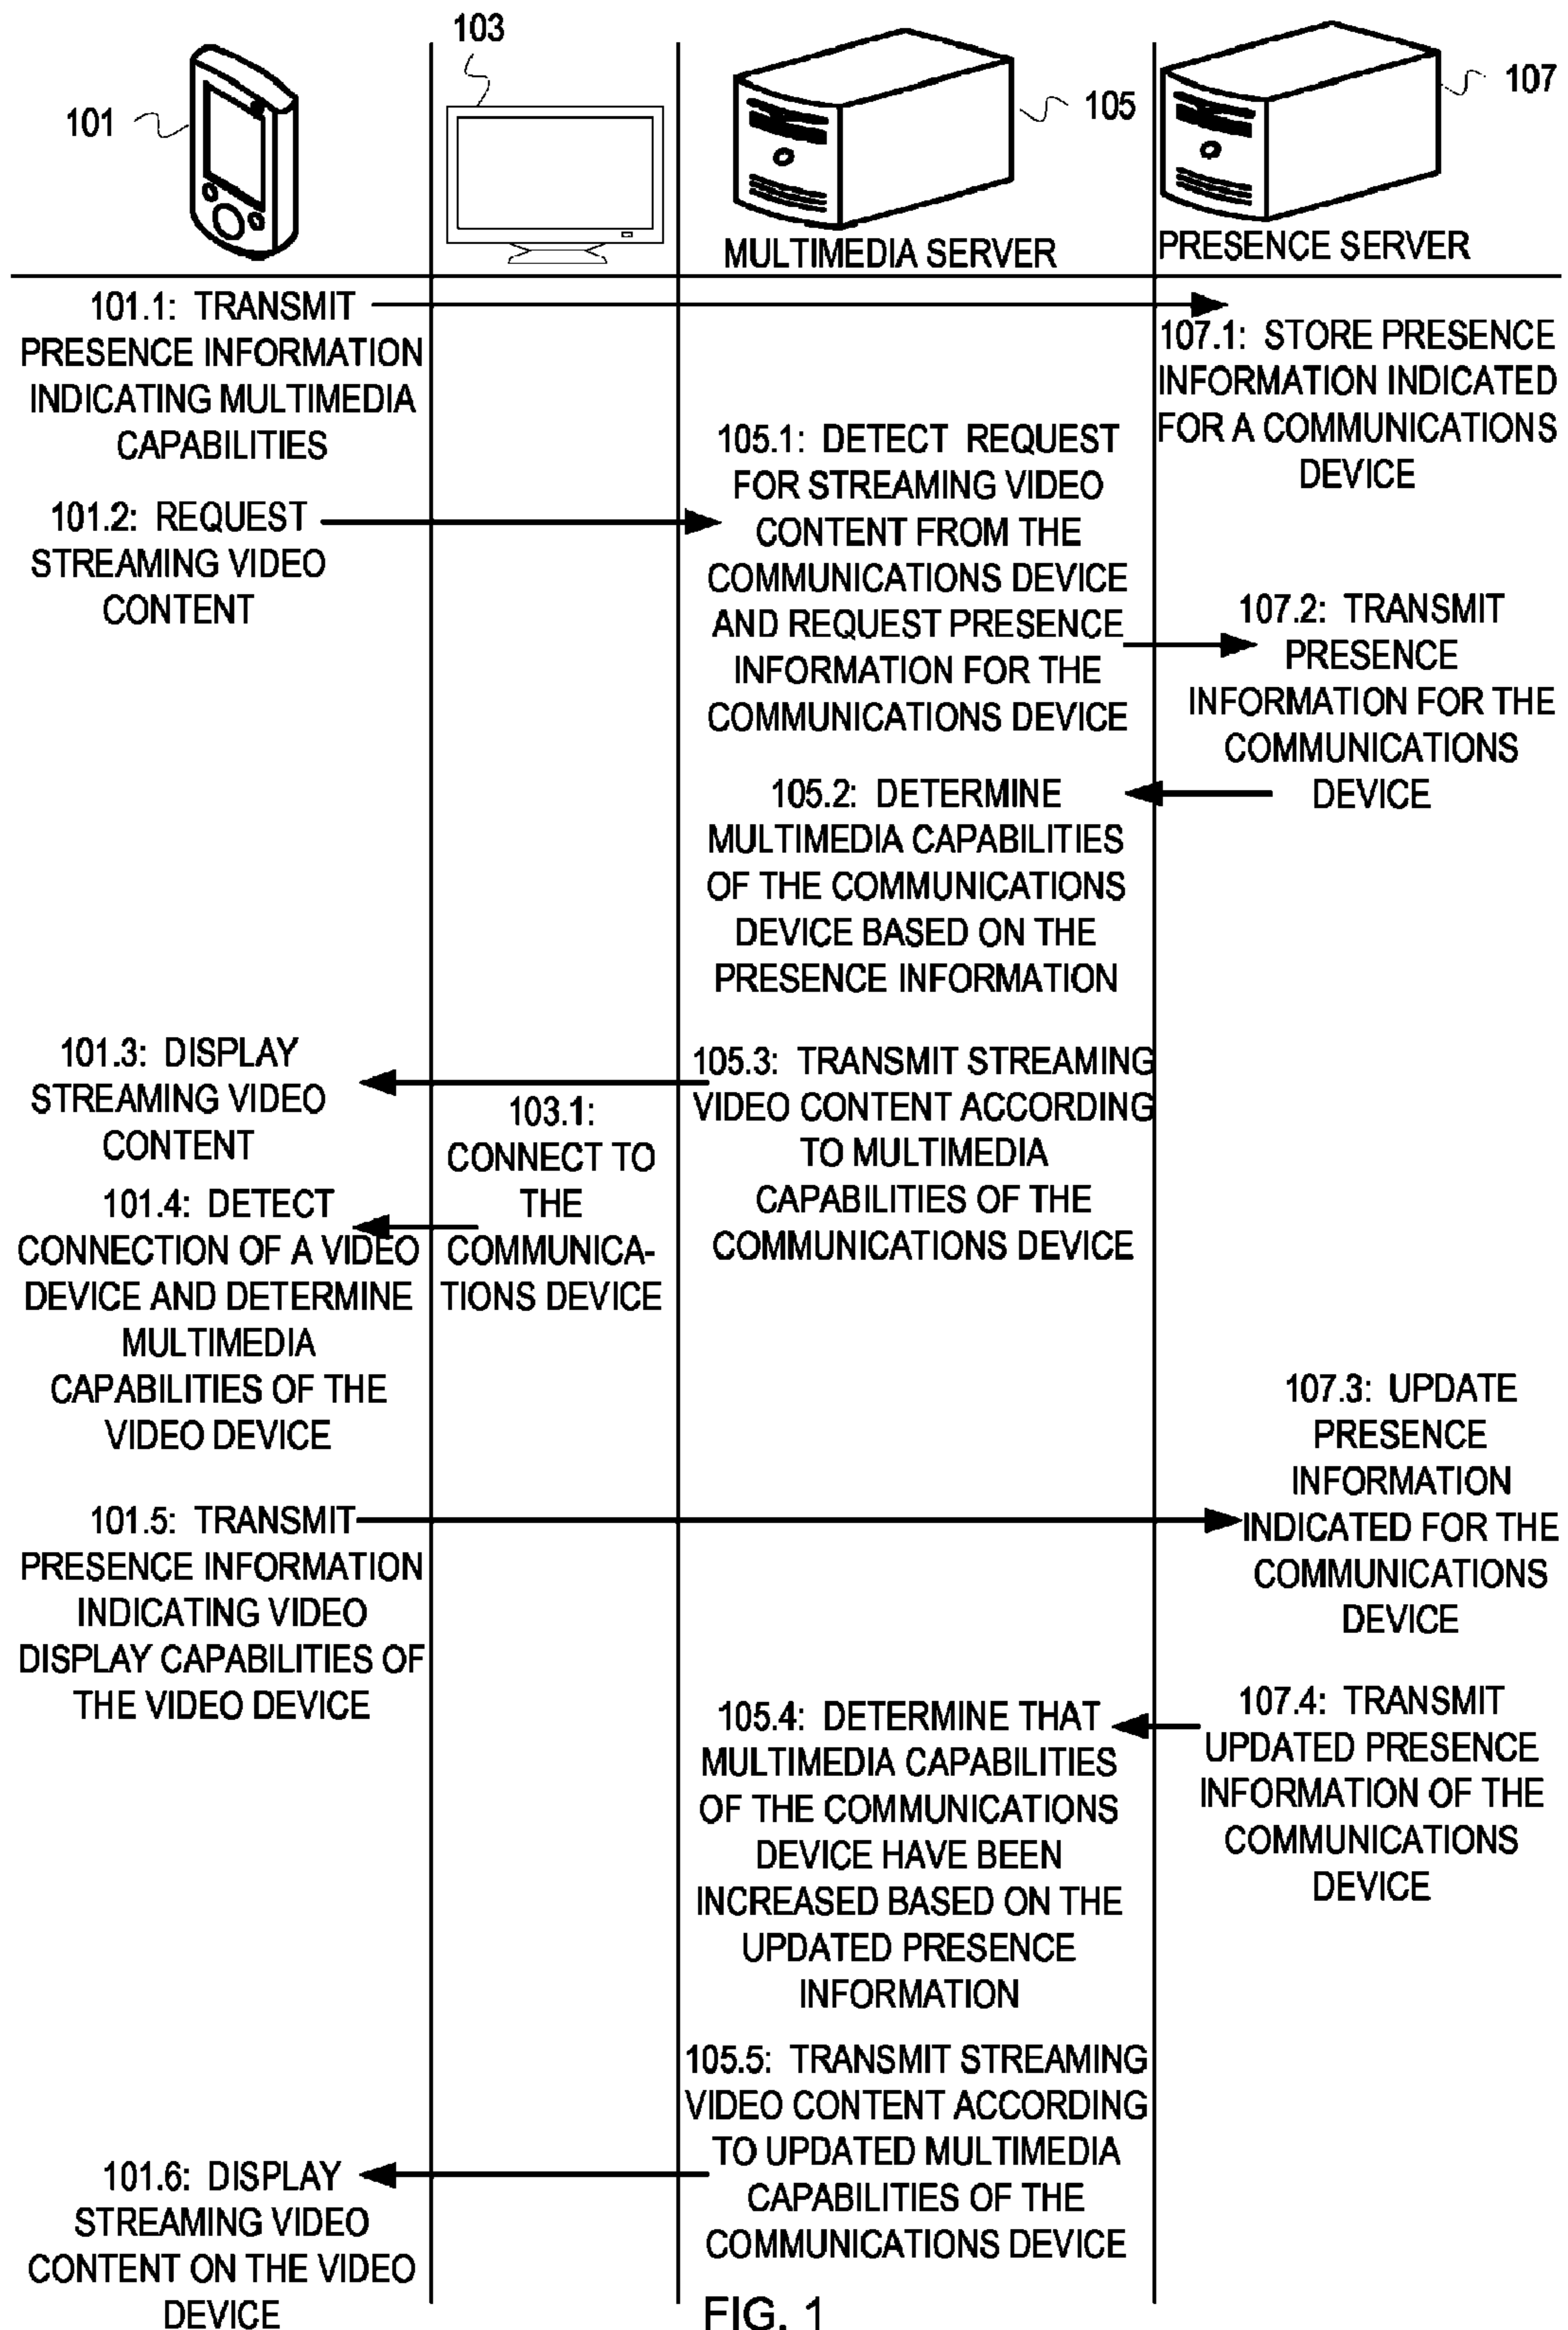 103
101
105
107
MULTIMEDIA SERVER
PRESENCE SERVER
101.1: TRANSMIT
PRESENCE INFORMATION
INDICATING MULTIMEDIA
CAPABILITIES
107.1: STORE PRESENCE
INFORMATION INDICATED
FOR A COMMUNICATIONS
DEVICE
101.2: REQUEST
STREAMING VIDEO
CONTENT
105.1: DETECT REQUEST
FOR STREAMING VIDEO
CONTENT FROM THE
COMMUNICATIONS DEVICE
AND REQUEST PRESENCE
INFORMATION FOR THE
COMMUNICATIONS DEVICE
107.2: TRANSMIT
PRESENCE
INFORMATION FOR THE
COMMUNICATIONS
DEVICE
105.2: DETERMINE
MULTIMEDIA CAPABILITIES
OF THE COMMUNICATIONS
DEVICE BASED ON THE
PRESENCE INFORMATION
105.3: TRANSMIT STREAMING
VIDEO CONTENT ACCORDING
TO MULTIMEDIA
CAPABILITIES OF THE
COMMUNICATIONS DEVICE
101.3: DISPLAY
STREAMING VIDEO
CONTENT
103.1:
CONNECT TO
THE
COMMUNICA-
TIONS DEVICE
101.4: DETECT
CONNECTION OF A VIDEO
DEVICE AND DETERMINE
MULTIMEDIA
CAPABILITIES OF THE
VIDEO DEVICE
101.5: TRANSMIT
PRESENCE INFORMATION
INDICATING VIDEO
DISPLAY CAPABILITIES OF
THE VIDEO DEVICE
107.3: UPDATE
PRESENCE
INFORMATION
INDICATED FOR THE
COMMUNICATIONS
DEVICE
107.4: TRANSMIT
UPDATED PRESENCE
INFORMATION OF THE
COMMUNICATIONS
DEVICE
105.4: DETERMINE THAT
MULTIMEDIA CAPABILITIES
OF THE COMMUNICATIONS
DEVICE HAVE BEEN
INCREASED BASED ON THE
UPDATED PRESENCE
INFORMATION
105.5: TRANSMIT STREAMING
VIDEO CONTENT ACCORDING
TO UPDATED MULTIMEDIA
CAPABILITIES OF THE
COMMUNICATIONS DEVICE
101.6: DISPLAY
STREAMING VIDEO
CONTENT ON THE VIDEO
DEVICE
FIG. 1